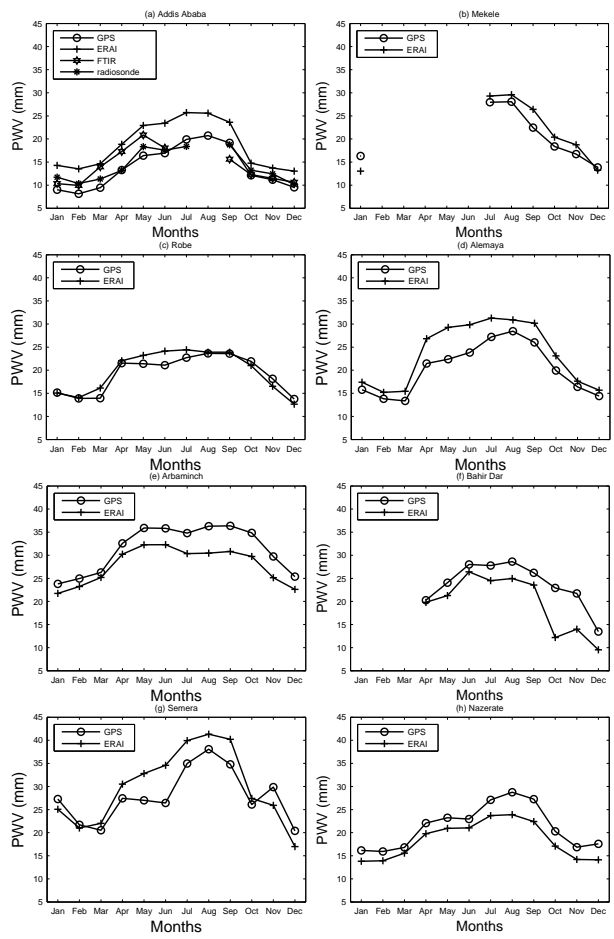 (a) Addis Ababa
45
40
35
30
25
20
15
10
5
PWV (mm)
GPS
ERAI
FTIR
radiosonde
Jan Feb Mar Apr May Jun Jul Aug Sep Oct Nov Dec
Months
(b) Mekele
45
40
35
30
25
20
15
10
5
PWV (mm)
GPS
ERAI
Jan Feb Mar Apr May Jun Jul Aug Sep Oct Nov Dec
Months
(c) Robe
45
40
35
30
25
20
15
10
5
PWV (mm)
GPS
ERAI
Jan Feb Mar Apr May Jun Jul Aug Sep Oct Nov Dec
Months
(d) Alemaya
45
40
35
30
25
20
15
10
5
PWV (mm)
GPS
ERAI
Jan Feb Mar Apr May Jun Jul Aug Sep Oct Nov Dec
Months
(e) Arbaminch
45
40
35
30
25
20
15
10
5
PWV (mm)
GPS
ERAI
Jan Feb Mar Apr May Jun Jul Aug Sep Oct Nov Dec
Months
(f) Bahir Dar
45
40
35
30
25
20
15
10
5
PWV (mm)
GPS
ERAI
Jan Feb Mar Apr May Jun Jul Aug Sep Oct Nov Dec
Months
(g) Semera
45
40
35
30
25
20
15
10
5
PWV (mm)
GPS
ERAI
Jan Feb Mar Apr May Jun Jul Aug Sep Oct Nov Dec
Months
(h) Nazerate
45
40
35
30
25
20
15
10
5
PWV (mm)
GPS
ERAI
Jan Feb Mar Apr May Jun Jul Aug Sep Oct Nov Dec
Months